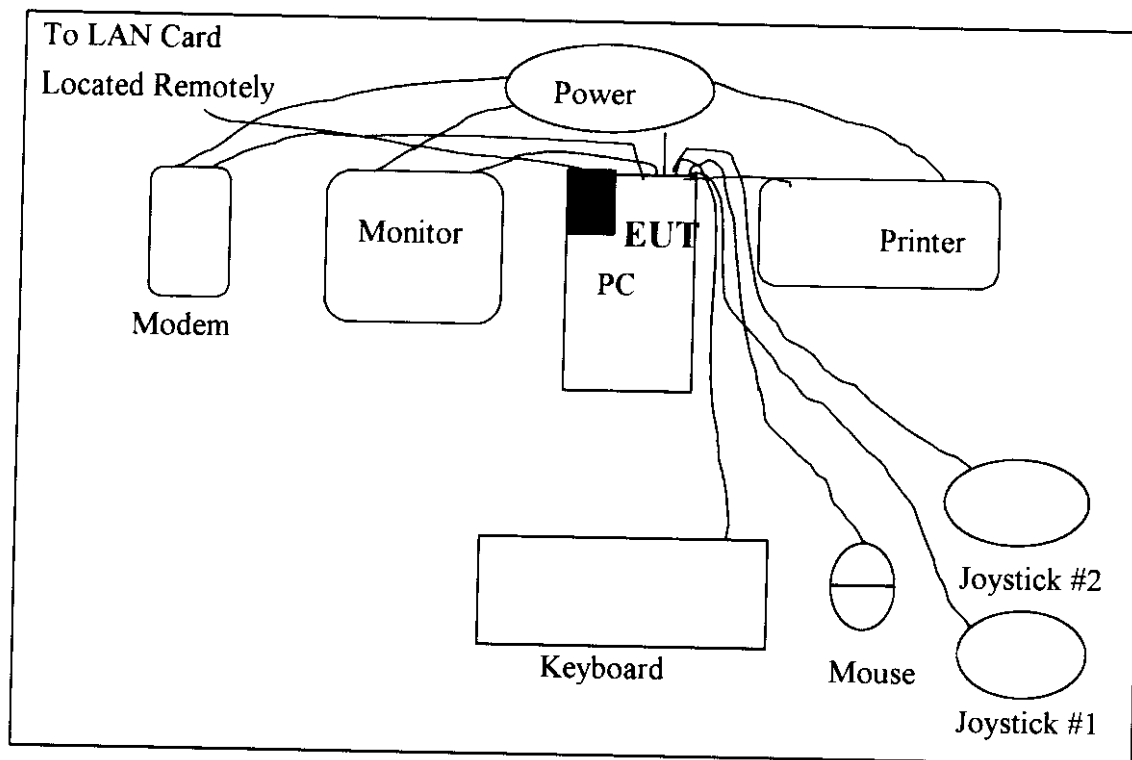 To LAN Card
Located Remotely
Power
Monitor
EUT
Printer
PC
Modem
Joystick #2
Keyboard
Mouse
Joystick #1